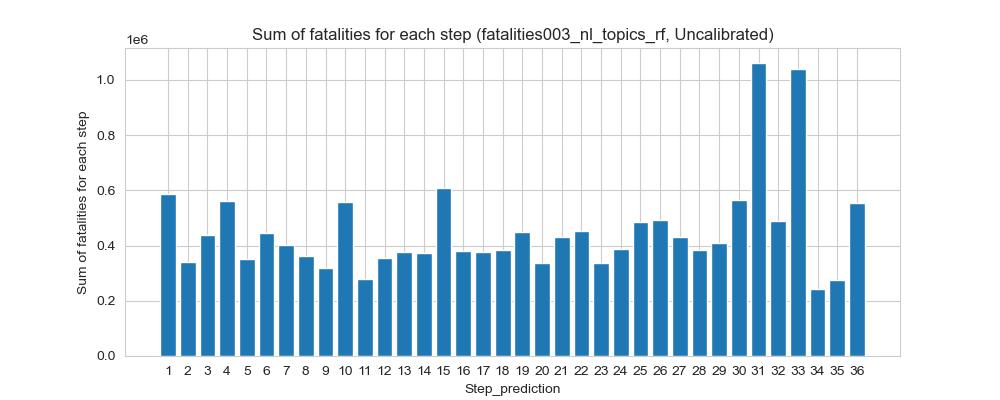 Sum of fatalities for each step (fatalities003_nl_topics_rf, Uncalibrated)
1e6
1.0
0.8
0.6
0.4
0.2
0.0
Sum of fatalities for each step
1 2 3 4 5 6 7 8 9 10 11 12 13 14 15 16 17 18 19 20 21 22 23 24 25 26 27 28 29 30 31 32 33 34 35 36
Step_prediction